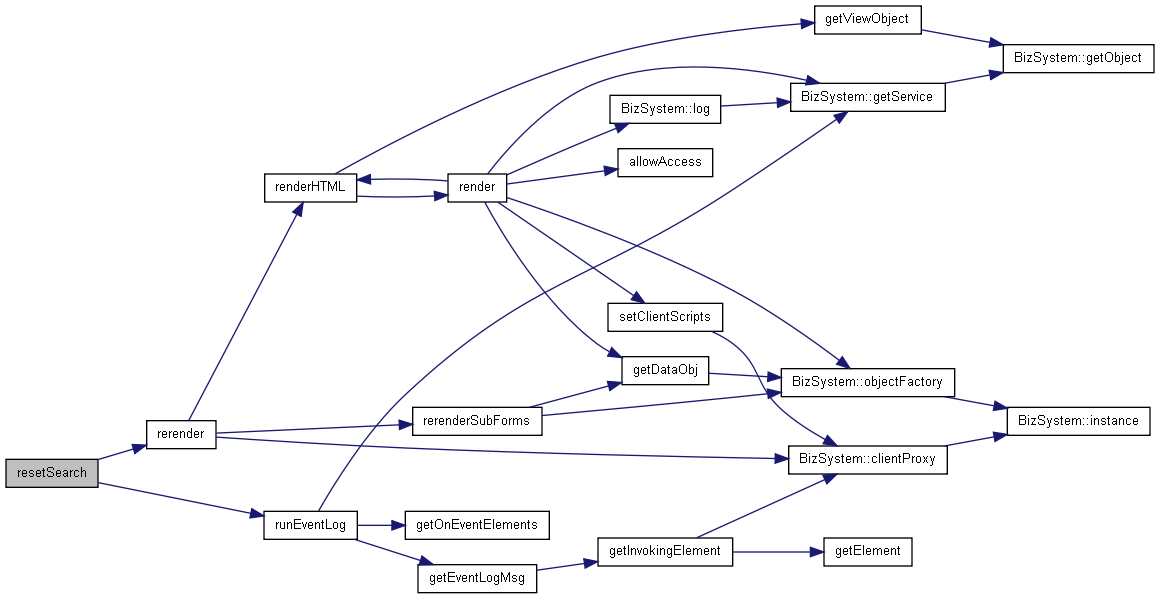 getViewObject
BizSystem::getObject
BizSystem::getService
BizSystem::log
allowAccess
renderHTML
render
setClientScripts
getDataObj
BizSystem::objectFactory
rerenderSubForms
BizSystem::instance
rerender
BizSystem::clientProxy
resetSearch
runEventLog
getOnEventElements
getInvokingElement
getElement
getEventLogMsg